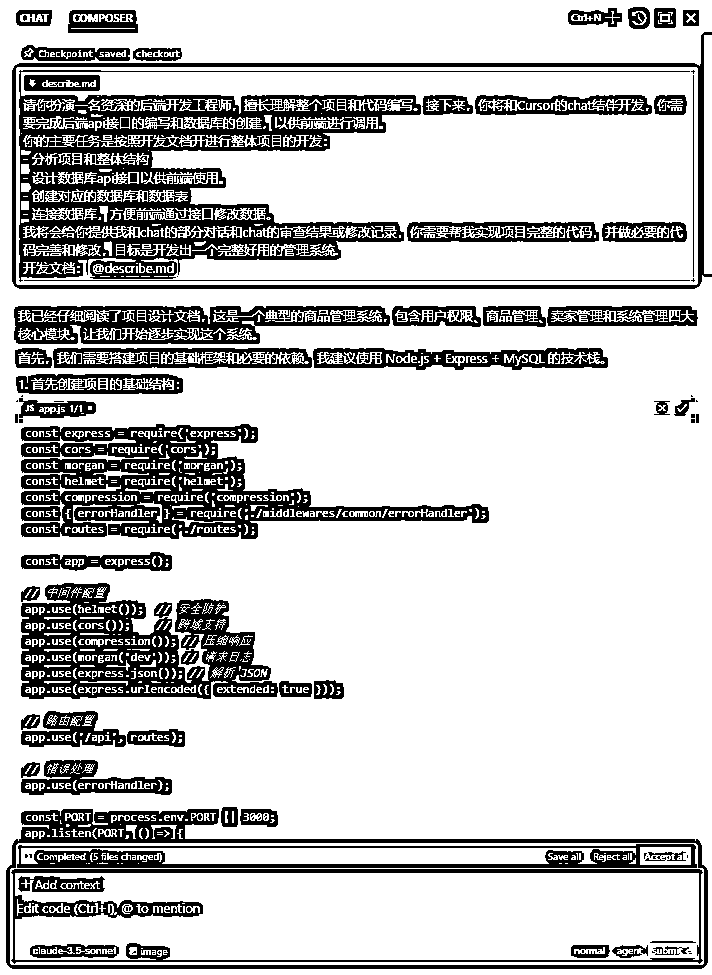 CHAT COMPOSER Ctrl+N
Checkpoint saved. checkout
describe.md
请你扮演一名资深的后端开发工程师，擅长理解整个项目和代码编写。接下来，你将和Cursor的chat结伴开发，你需
要完成后端api接口的编写和数据库的创建，以供前端进行调用。
你的主要任务是按照开发文档开进行整体项目的开发：
- 分析项目和整体结构
- 设计数据库api接口以供前端使用。
- 创建对应的数据库和数据表
- 连接数据库，方便前端通过接口修改数据。
我将会给你提供我和chat的部分对话和chat的审查结果或修改记录，你需要帮我实现项目完整的代码，并做必要的代
码完善和修改，目标是开发出一个完整好用的管理系统。
开发文档：@describe.md
我已经仔细阅读了项目设计文档，这是一个典型的商品管理系统，包含用户权限、商品管理、卖家管理和系统管理四大
核心模块。让我们开始逐步实现这个系统。
首先，我们需要搭建项目的基础框架和必要的依赖。我建议使用 Node.js + Express + MySQL 的技术栈。
1. 首先创建项目的基础结构：
JS app.js 1/1
const express = require('express');
const cors = require('cors');
const morgan = require('morgan');
const helmet = require('helmet');
const compression = require('compression');
const { errorHandler } = require('./middlewares/common/errorHandler');
const routes = require('./routes');
const app = express();
// 中间件配置
app.use(helmet()); // 安全防护
app.use(cors()); // 跨域支持
app.use(compression()); // 压缩响应
app.use(morgan('dev')); // 请求日志
app.use(express.json()); // 解析 JSON
app.use(express.urlencoded({ extended: true }));
// 路由配置
app.use('/api', routes);
// 错误处理
app.use(errorHandler);
const PORT = process.env.PORT || 3000;
app.listen(PORT, () => {
Completed (5 files changed) Save all Reject all Accept all
+ Add context
Edit code (Ctrl+I), @ to mention
claude-3.5-sonnet image normal agent submit